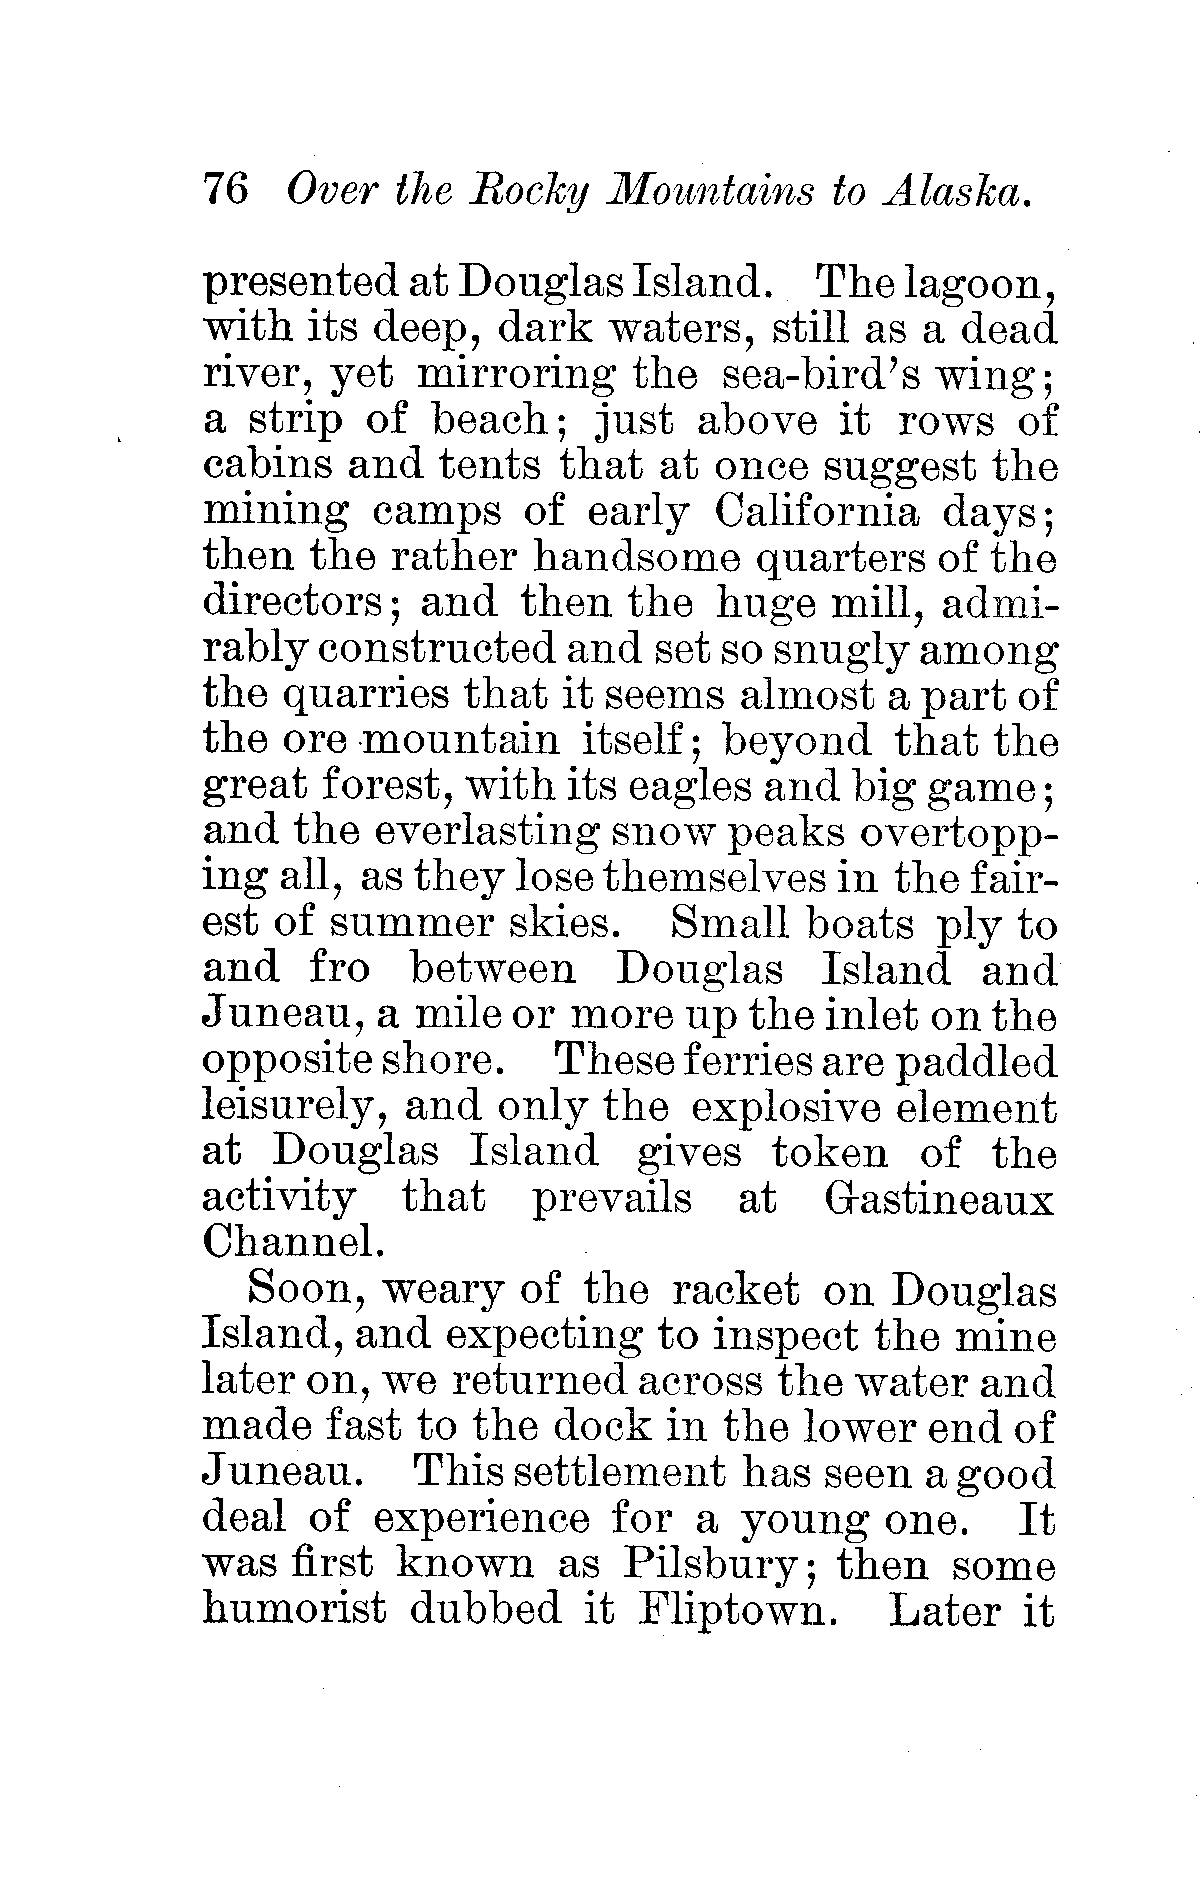 76 Over the Rocky Mountains to Alaska.
presented at Douglas Island. The lagoon,
with its deep, dark waters, still as a dead
river, yet mirroring the sea-bird's wing;
a strip of beach; just above it rows of
cabins and tents that at once suggest the
mining camps of early California days;
then the rather handsome quarters of the
directors; and then the huge mill, admi-
rably constructed and set so snugly among
the quarries that it seems almost a part of
the ore mountain itself; beyond that the
great forest, with its eagles and big game;
and the everlasting snow peaks overtopp-
ing all, as they lose themselves in the fair-
est of summer skies. Small boats ply to
and fro between Douglas Island and
Juneau, a mile or more up the inlet on the
opposite shore. These ferries are paddled
leisurely, and only the explosive element
at Douglas Island gives token of the
activity that prevails at Gastineaux
Channel.
Soon, weary of the racket on Douglas
Island, and expecting to inspect the mine
later on, we returned across the water and
made fast to the dock in the lower end of
Juneau. This settlement has seen a good
deal of experience for a young one. It
was first known as Pilsbury; then some
humorist dubbed it Fliptown. Later it